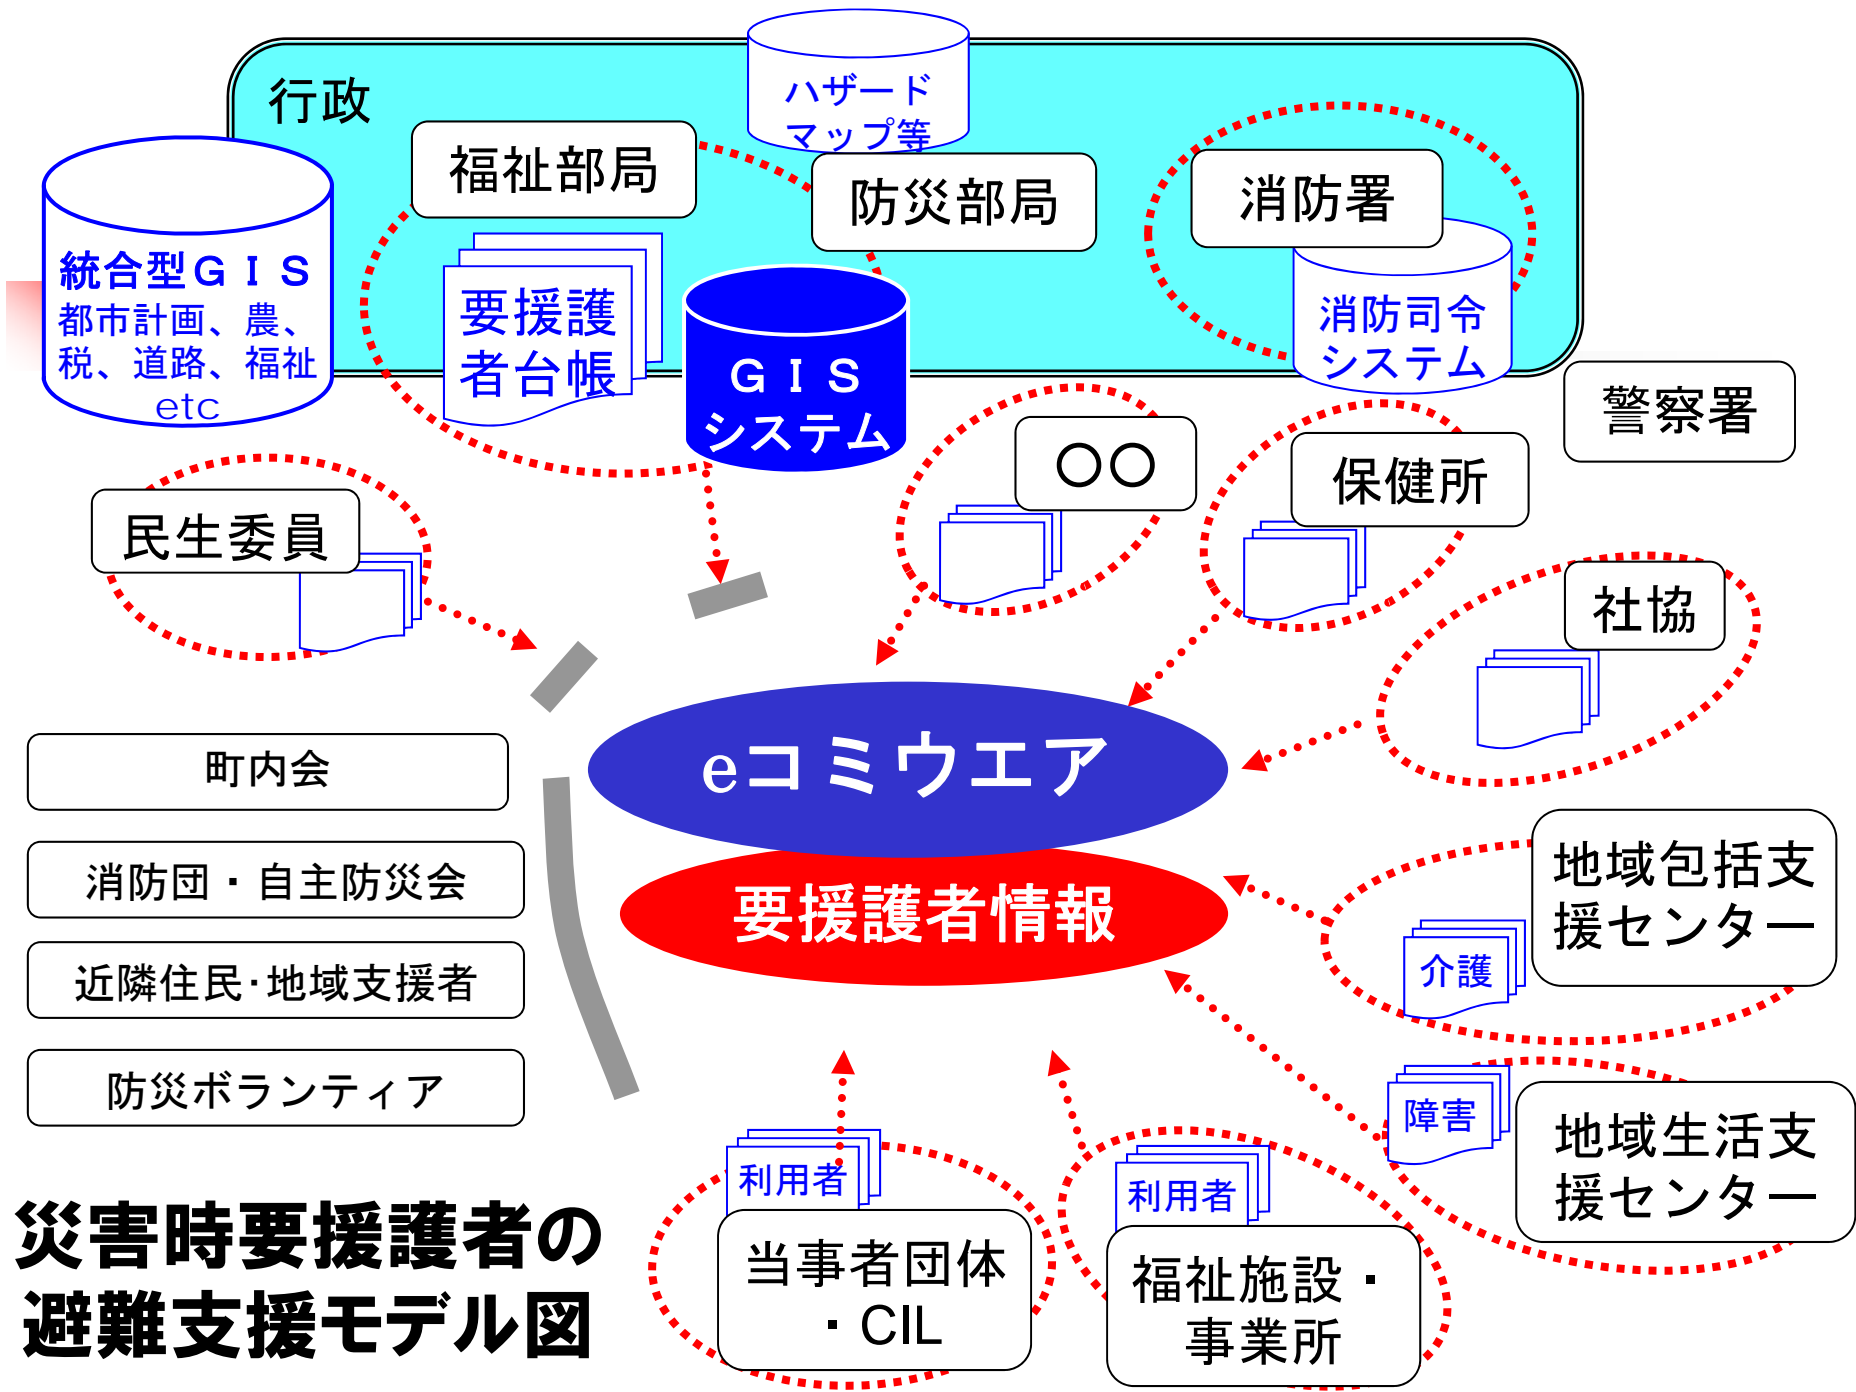 行政
ハザード
マップ等
福祉部局
防災部局
消防署
統合型ＧＩＳ
都市計画、農、
税、道路、福祉
etc
要援護
者台帳
ＧＩＳ
システム
消防司令
システム
警察署
○○
保健所
民生委員
社協
町内会
eコミウエア
消防団・自主防災会
要援護者情報
地域包括支
援センター
介護
近隣住民・地域支援者
防災ボランティア
障害
地域生活支
援センター
利用者
当事者団体
・CIL
利用者
福祉施設・
事業所
災害時要援護者の
避難支援モデル図